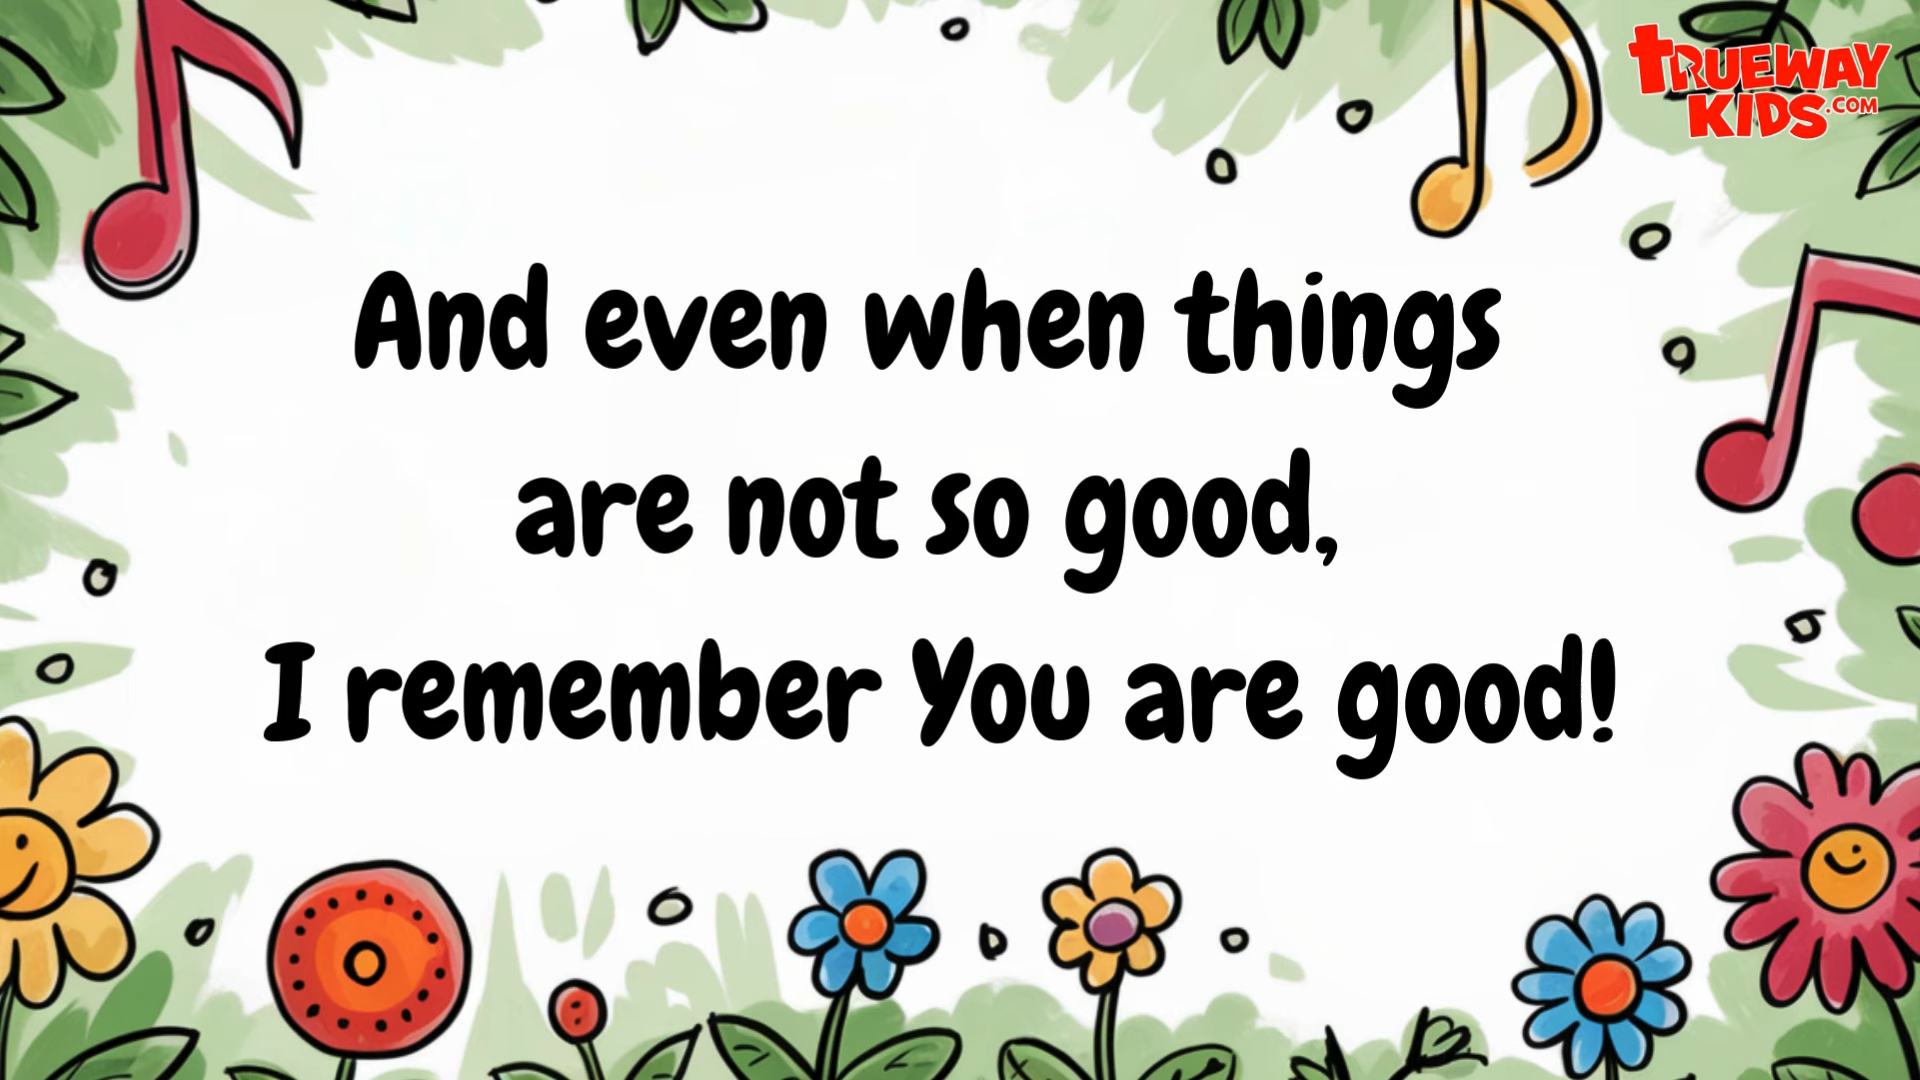 TRUEWAY
KIDS.COM
And even when things
are not so good,
I remember You are good!